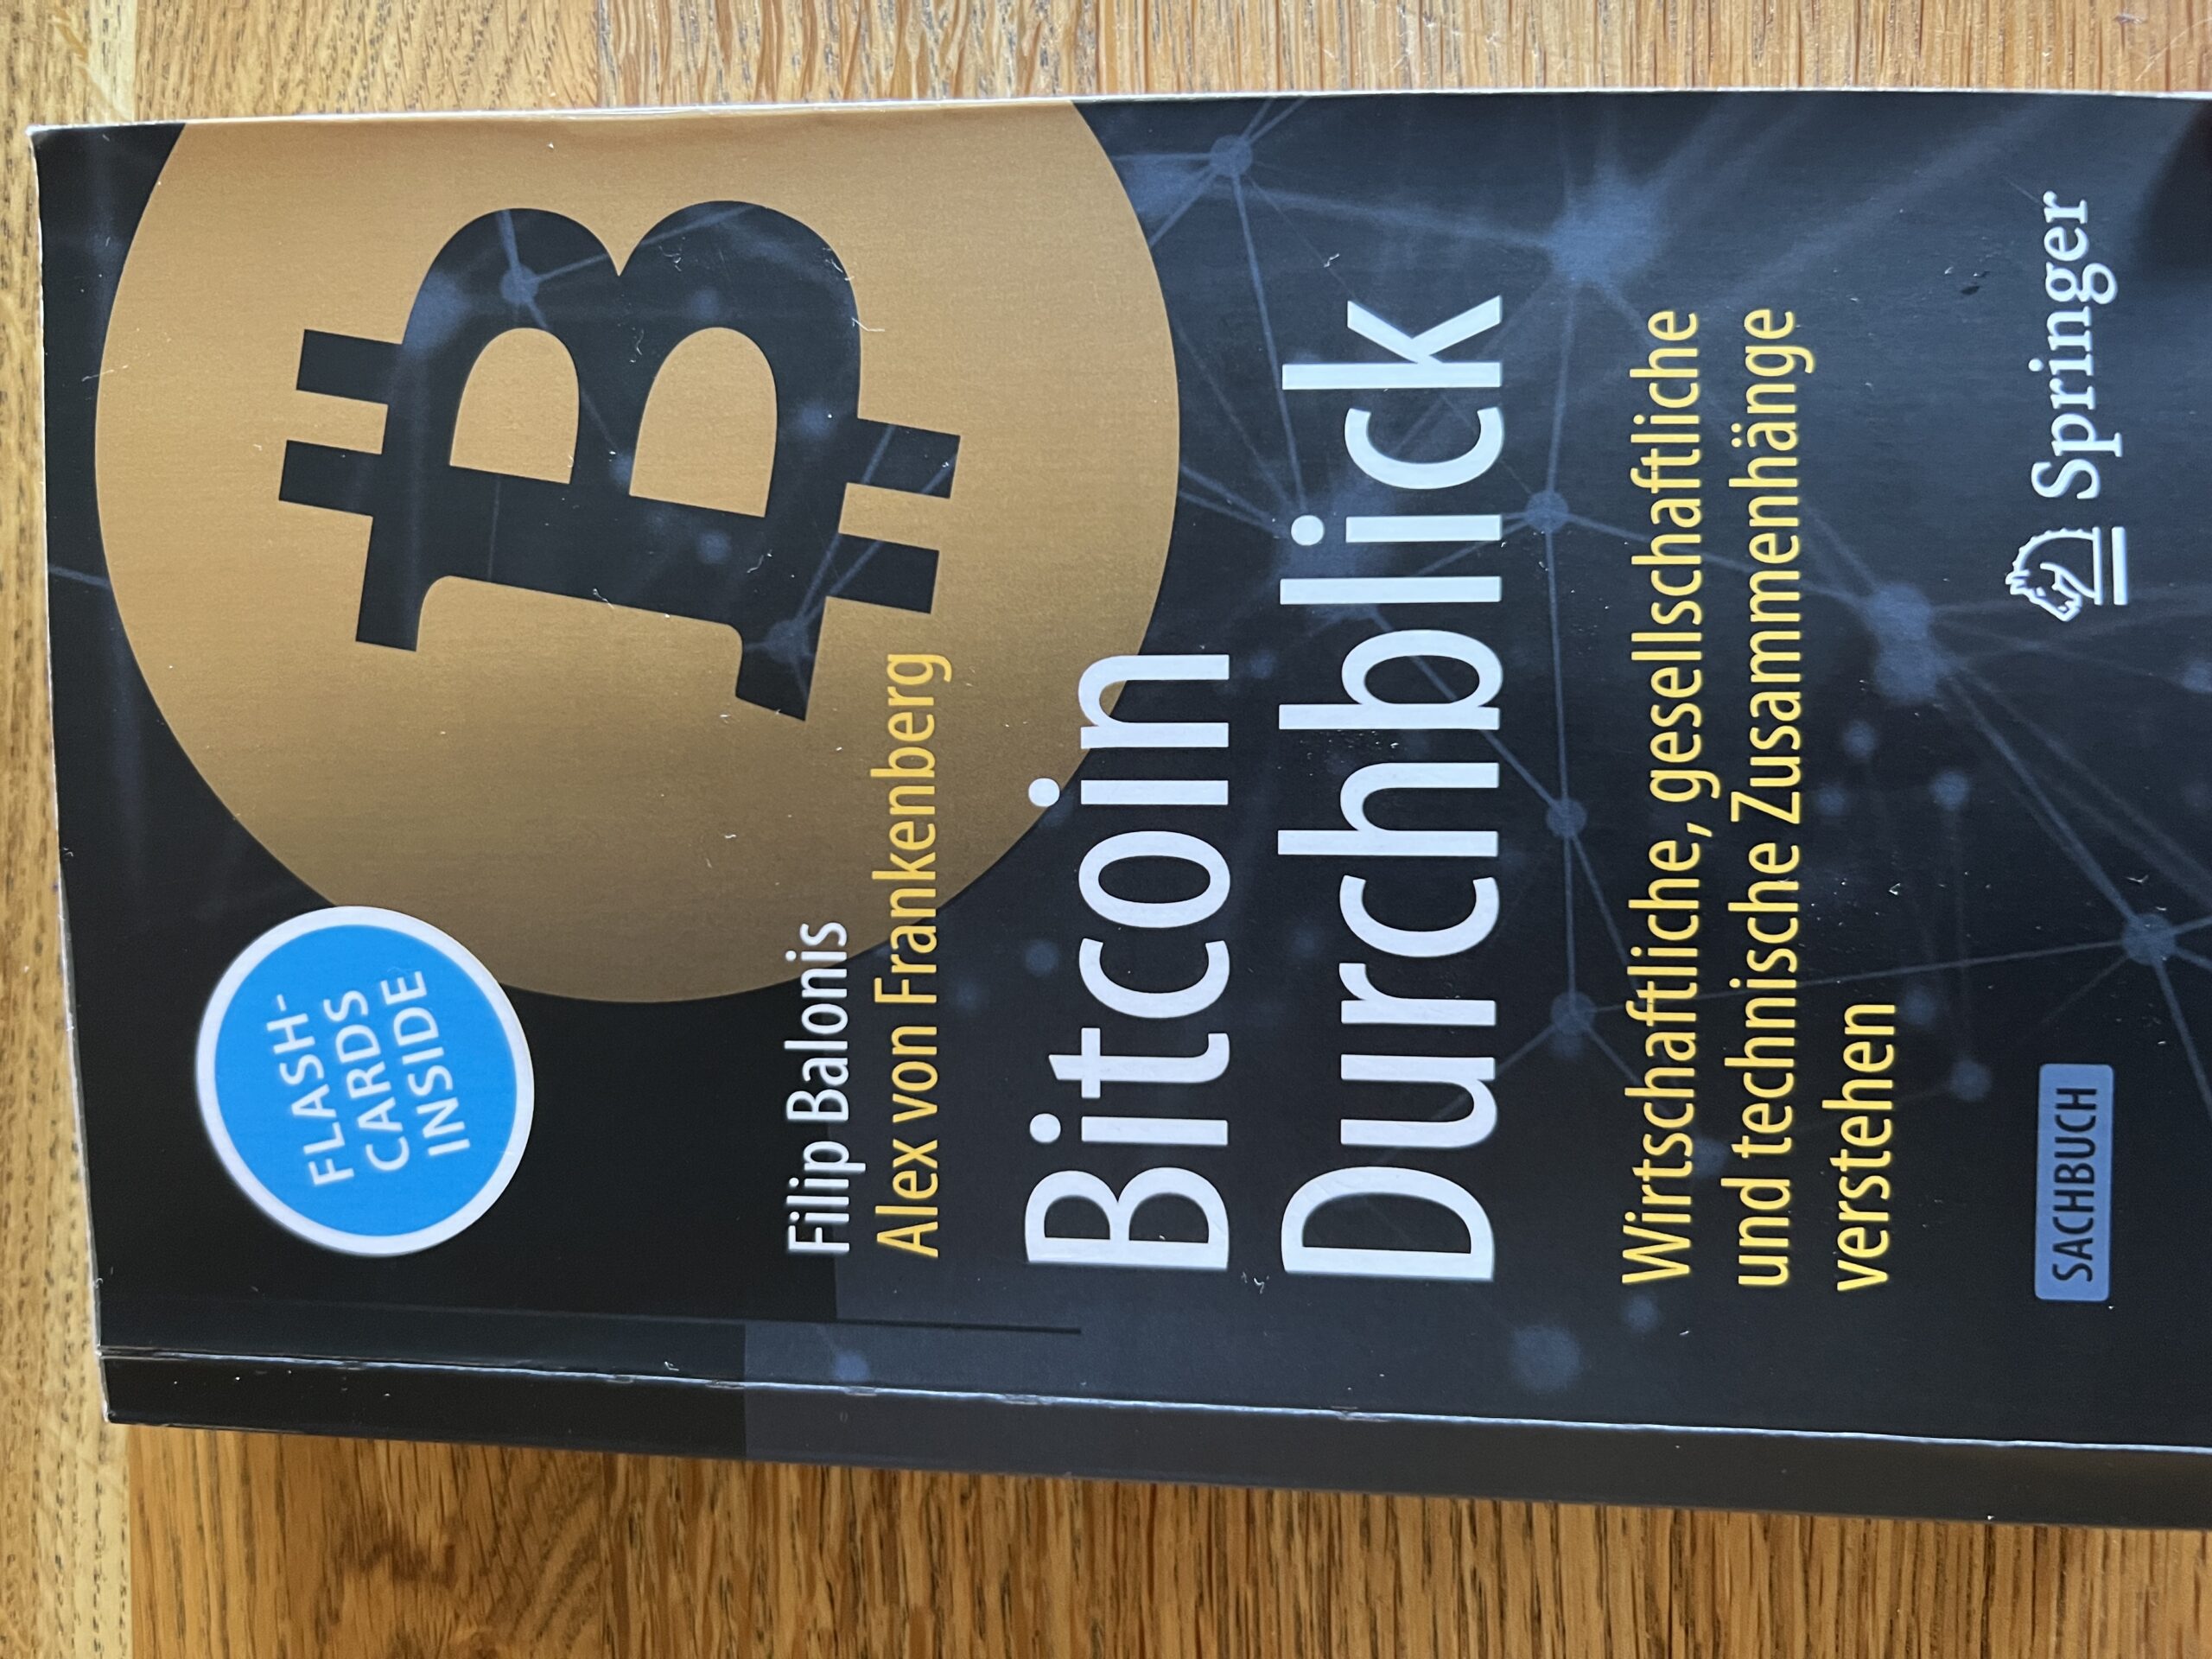 FLASH-
CARDS
INSIDE
Filip Balonis
Alex von Frankenberg
Bitcoin
Durchblick
Wirtschaftliche, gesellschaftliche
und technische Zusammenhänge
verstehen
SACHBUCH
Springer